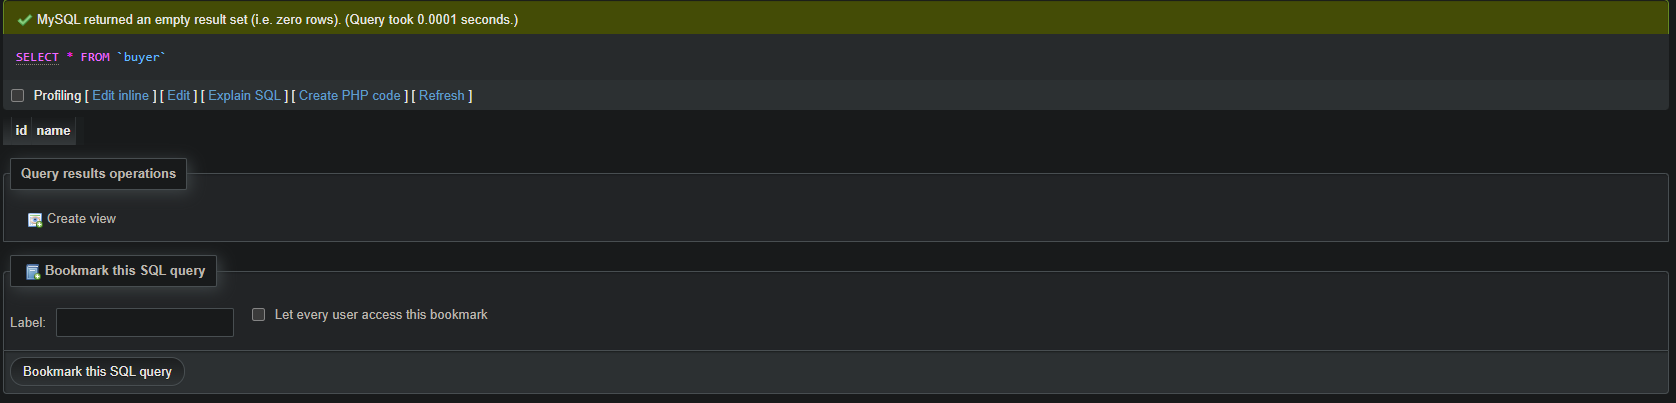 MySQL returned an empty result set (i.e. zero rows). (Query took 0.0001 seconds.)
SELECT * FROM `buyer`
Profiling [ Edit inline ] [ Edit ] [ Explain SQL ] [ Create PHP code ] [ Refresh ]
id name
Query results operations
Create view
Bookmark this SQL query
Label: Let every user access this bookmark
Bookmark this SQL query